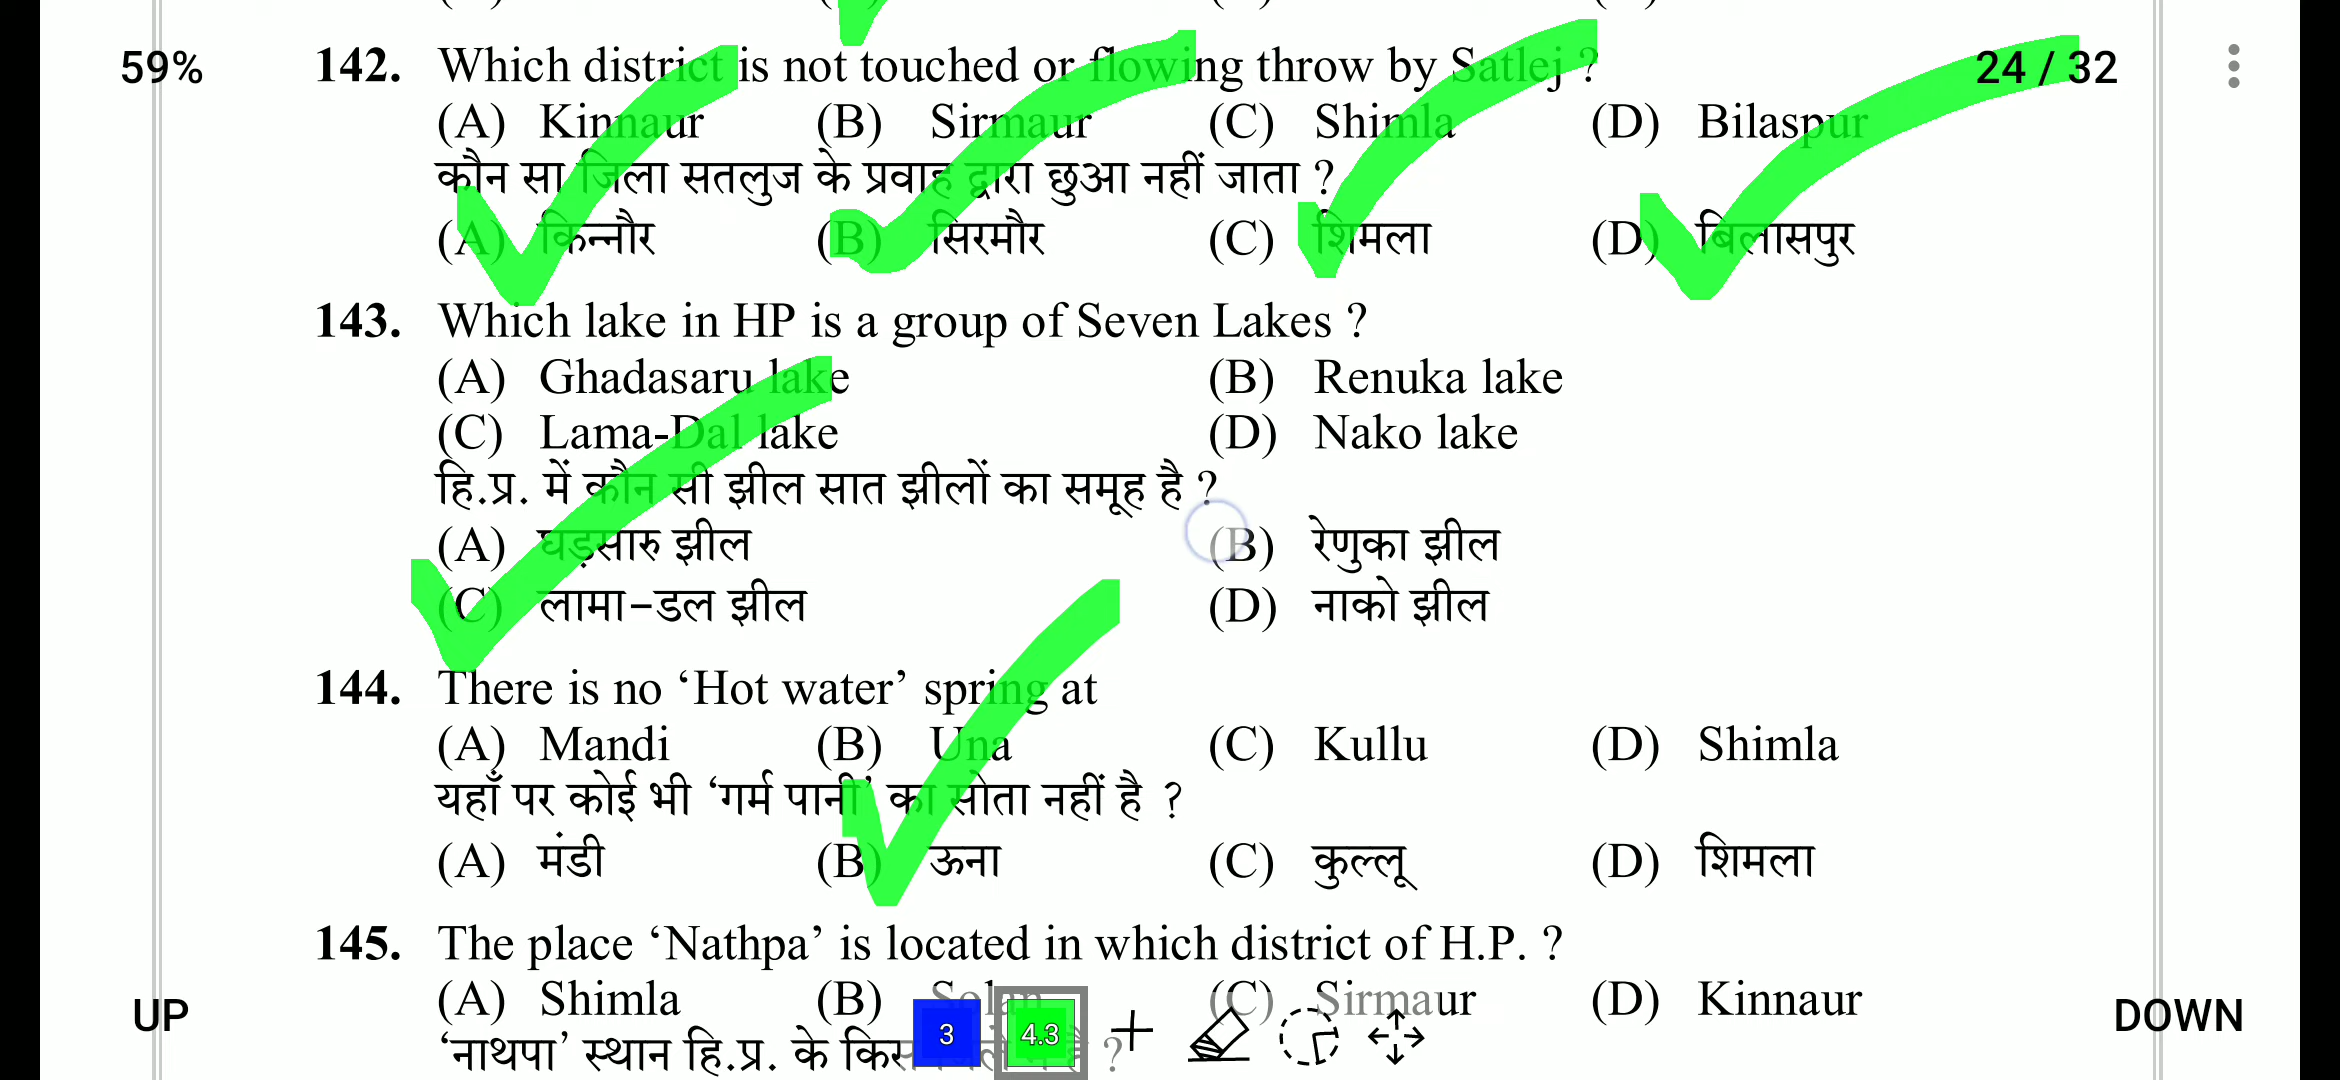 59%
24 / 32
142. Which district is not touched or flowing throw by Satlej ?
(A) Kinnaur (B) Sirmaur (C) Shimla (D) Bilaspur
कौन सा जिला सतलुज के प्रवाह द्वारा छुआ नहीं जाता ?
(A) किन्नौर (B) सिरमौर (C) शिमला (D) बिलासपुर
143. Which lake in HP is a group of Seven Lakes ?
(A) Ghadasaru lake (B) Renuka lake
(C) Lama-Dal lake (D) Nako lake
हि.प्र. में कौन सी झील सात झीलों का समूह है ?
(A) घड़सारु झील (B) रेणुका झील
(C) लामा-डल झील (D) नाको झील
144. There is no ‘Hot water’ spring at
(A) Mandi (B) Una (C) Kullu (D) Shimla
यहाँ पर कोई भी ‘गर्म पानी’ का सोता नहीं है ?
(A) मंडी (B) ऊना (C) कुल्लू (D) शिमला
145. The place ‘Nathpa’ is located in which district of H.P. ?
(A) Shimla (B) Solan (C) Sirmaur (D) Kinnaur
‘नाथपा’ स्थान हि.प्र. के किस ?
UP
3
4.3
DOWN